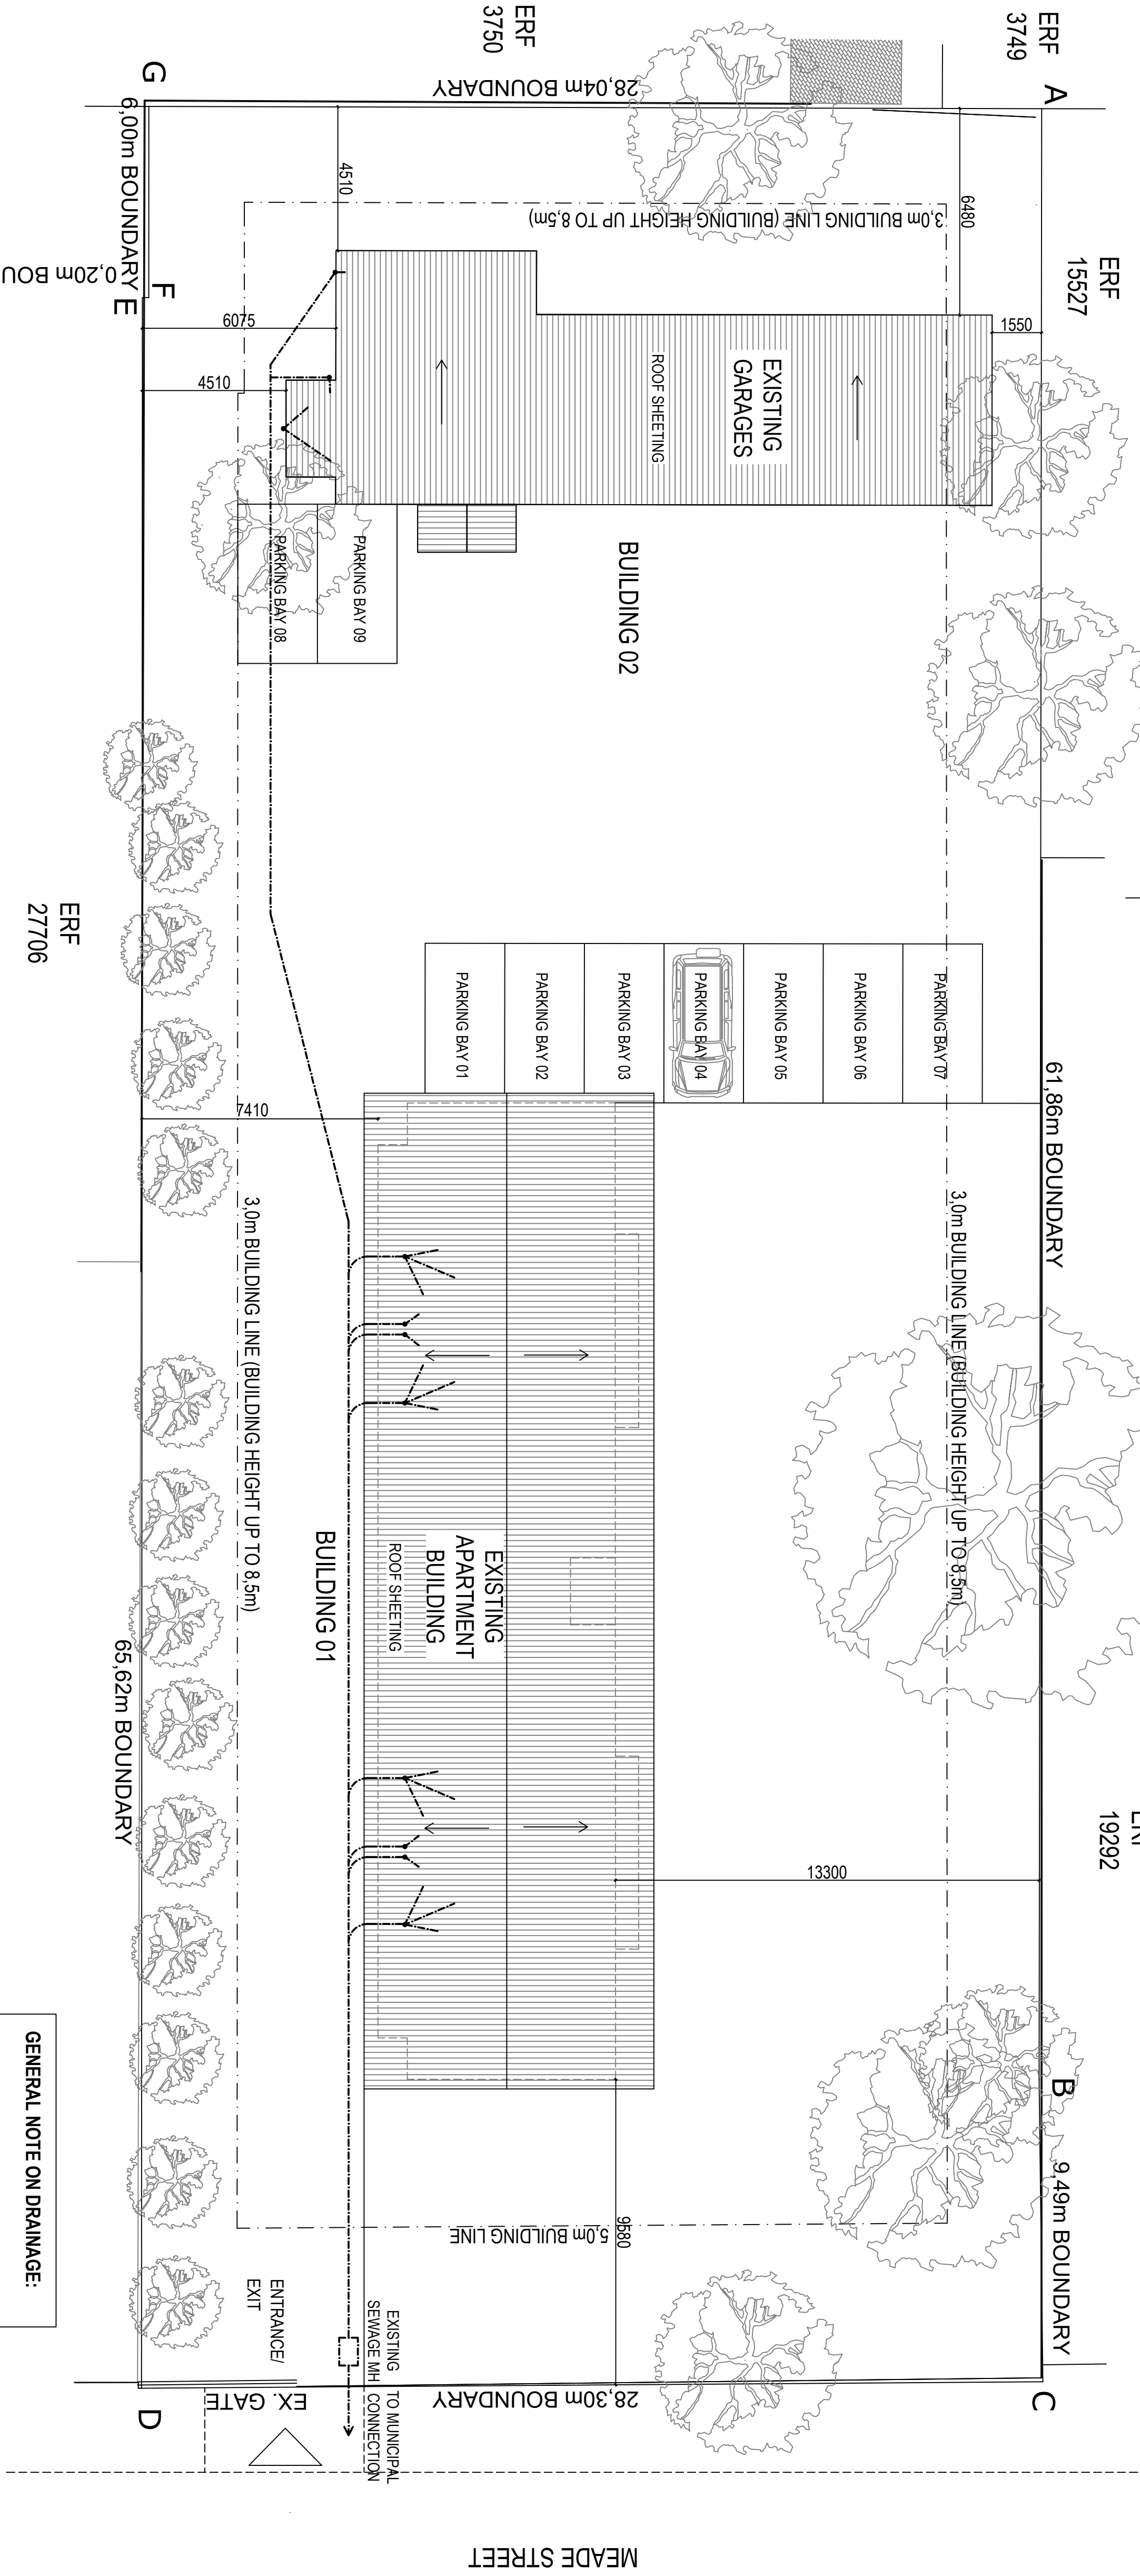 ERF
3750
ERF
3749
G
28,04m BOUNDARY
A
6,00m BOUNDARY
4510
6480
3,0m BUILDING LINE (BUILDING HEIGHT UP TO 8,5m)
ERF
15527
0,20m BOU
F
E
6075
1550
4510
EXISTING
GARAGES
ROOF SHEETING
BUILDING 02
PARKING BAY 09
PARKING BAY 08
ERF
27706
PARKING BAY 01
PARKING BAY 02
PARKING BAY 03
PARKING BAY 04
PARKING BAY 05
PARKING BAY 06
PARKING BAY 07
61,86m BOUNDARY
7410
3,0m BUILDING LINE (BUILDING HEIGHT UP TO 8,5m)
3,0m BUILDING LINE (BUILDING HEIGHT UP TO 8,5m)
EXISTING
APARTMENT
BUILDING
ROOF SHEETING
BUILDING 01
65,62m BOUNDARY
ERF
19292
13300
GENERAL NOTE ON DRAINAGE:
B
9,49m BOUNDARY
9580
5,0m BUILDING LINE
ENTRANCE/
EXIT
EXISTING
SEWAGE MH
TO MUNICIPAL
CONNECTION
EX. GATE
28,30m BOUNDARY
C
D
MEADE STREET